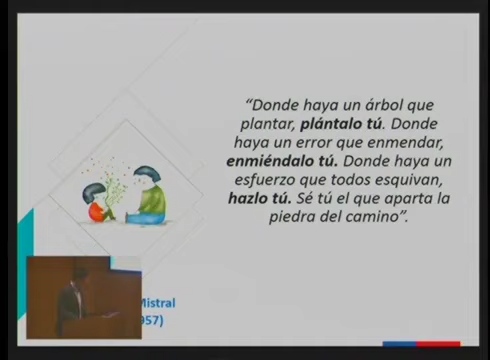 “Donde haya un árbol que
plantar, plántalo tú. Donde
haya un error que enmendar,
enmiéndalo tú. Donde haya un
esfuerzo que todos esquivan,
hazlo tú. Sé tú el que aparta la
piedra del camino”.
Mistral
957)